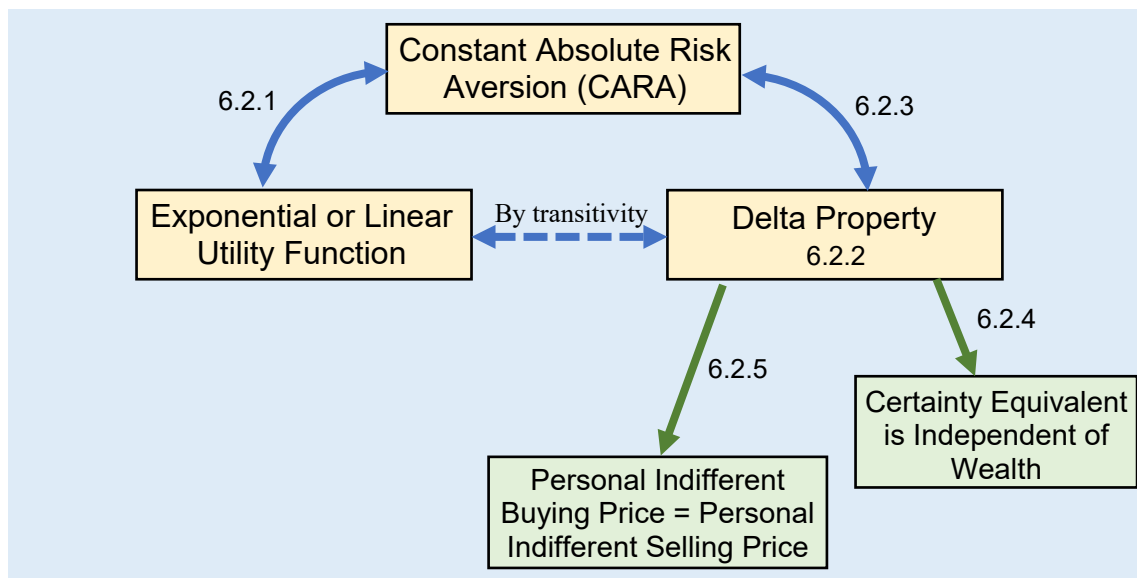 Constant Absolute Risk
Aversion (CARA)
6.2.1
6.2.3
Exponential or Linear
Utility Function
By transitivity
Delta Property
6.2.2
6.2.4
6.2.5
Certainty Equivalent
is Independent of
Wealth
Personal Indifferent
Buying Price = Personal
Indifferent Selling Price